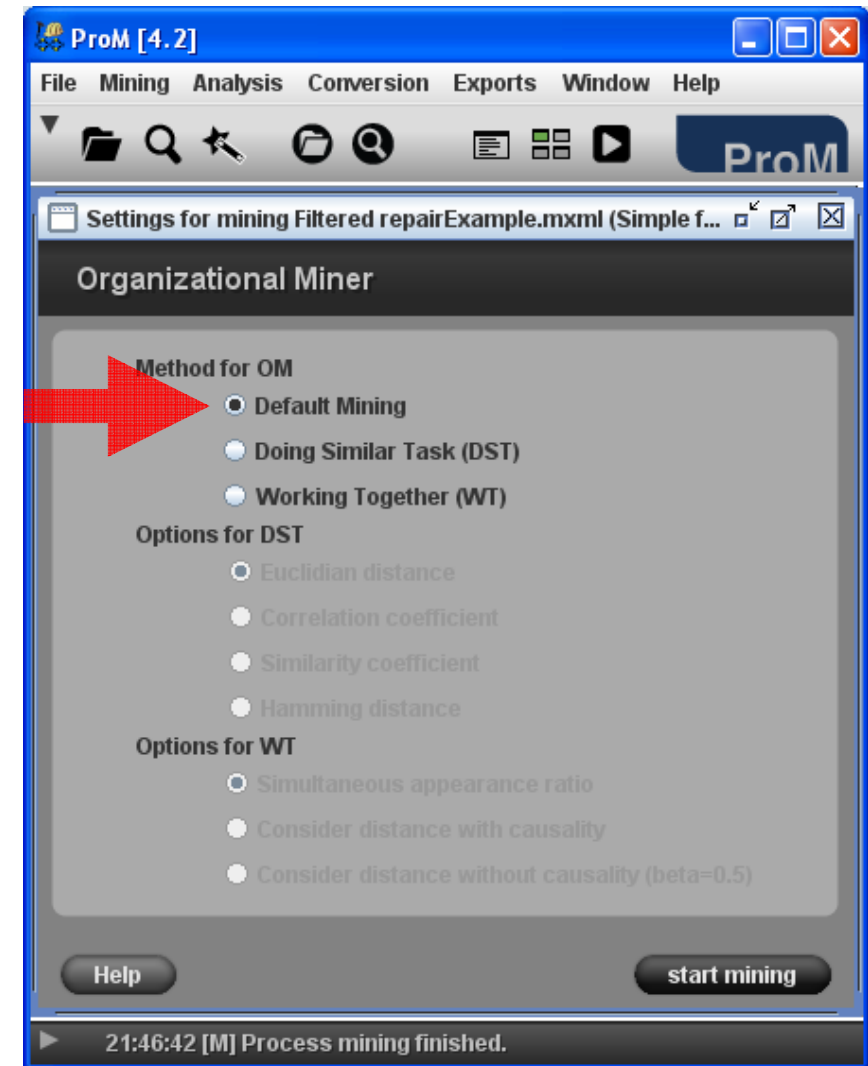 ProM [4.2]
File Mining Analysis Conversion Exports Window Help
ProM
Settings for mining Filtered repairExample.mxml (Simple f...
Organizational Miner
Method for OM
Default Mining
Doing Similar Task (DST)
Working Together (WT)
Options for DST
Euclidian distance
Correlation coefficient
Similarity coefficient
Hamming distance
Options for WT
Simultaneous appearance ratio
Consider distance with causality
Consider distance without causality (beta=0.5)
Help start mining
21:46:42 [M] Process mining finished.